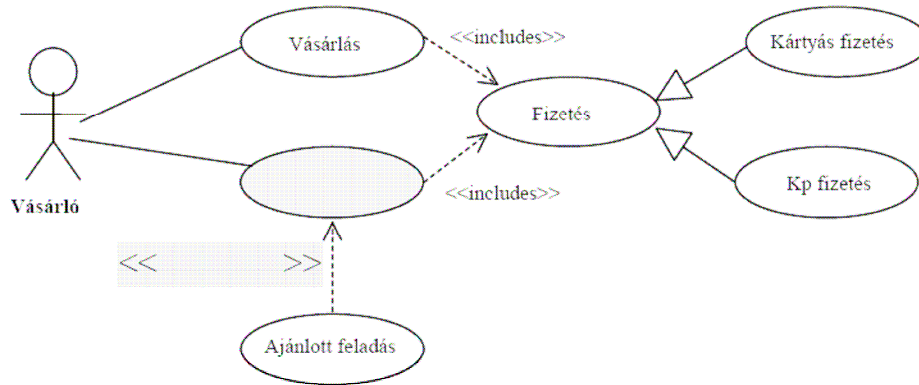 Vásárlás
<<includes>>
Kártyás fizetés
Fizetés
Vásárló
<<includes>>
Kp fizetés
<< >>
Ajánlott feladás